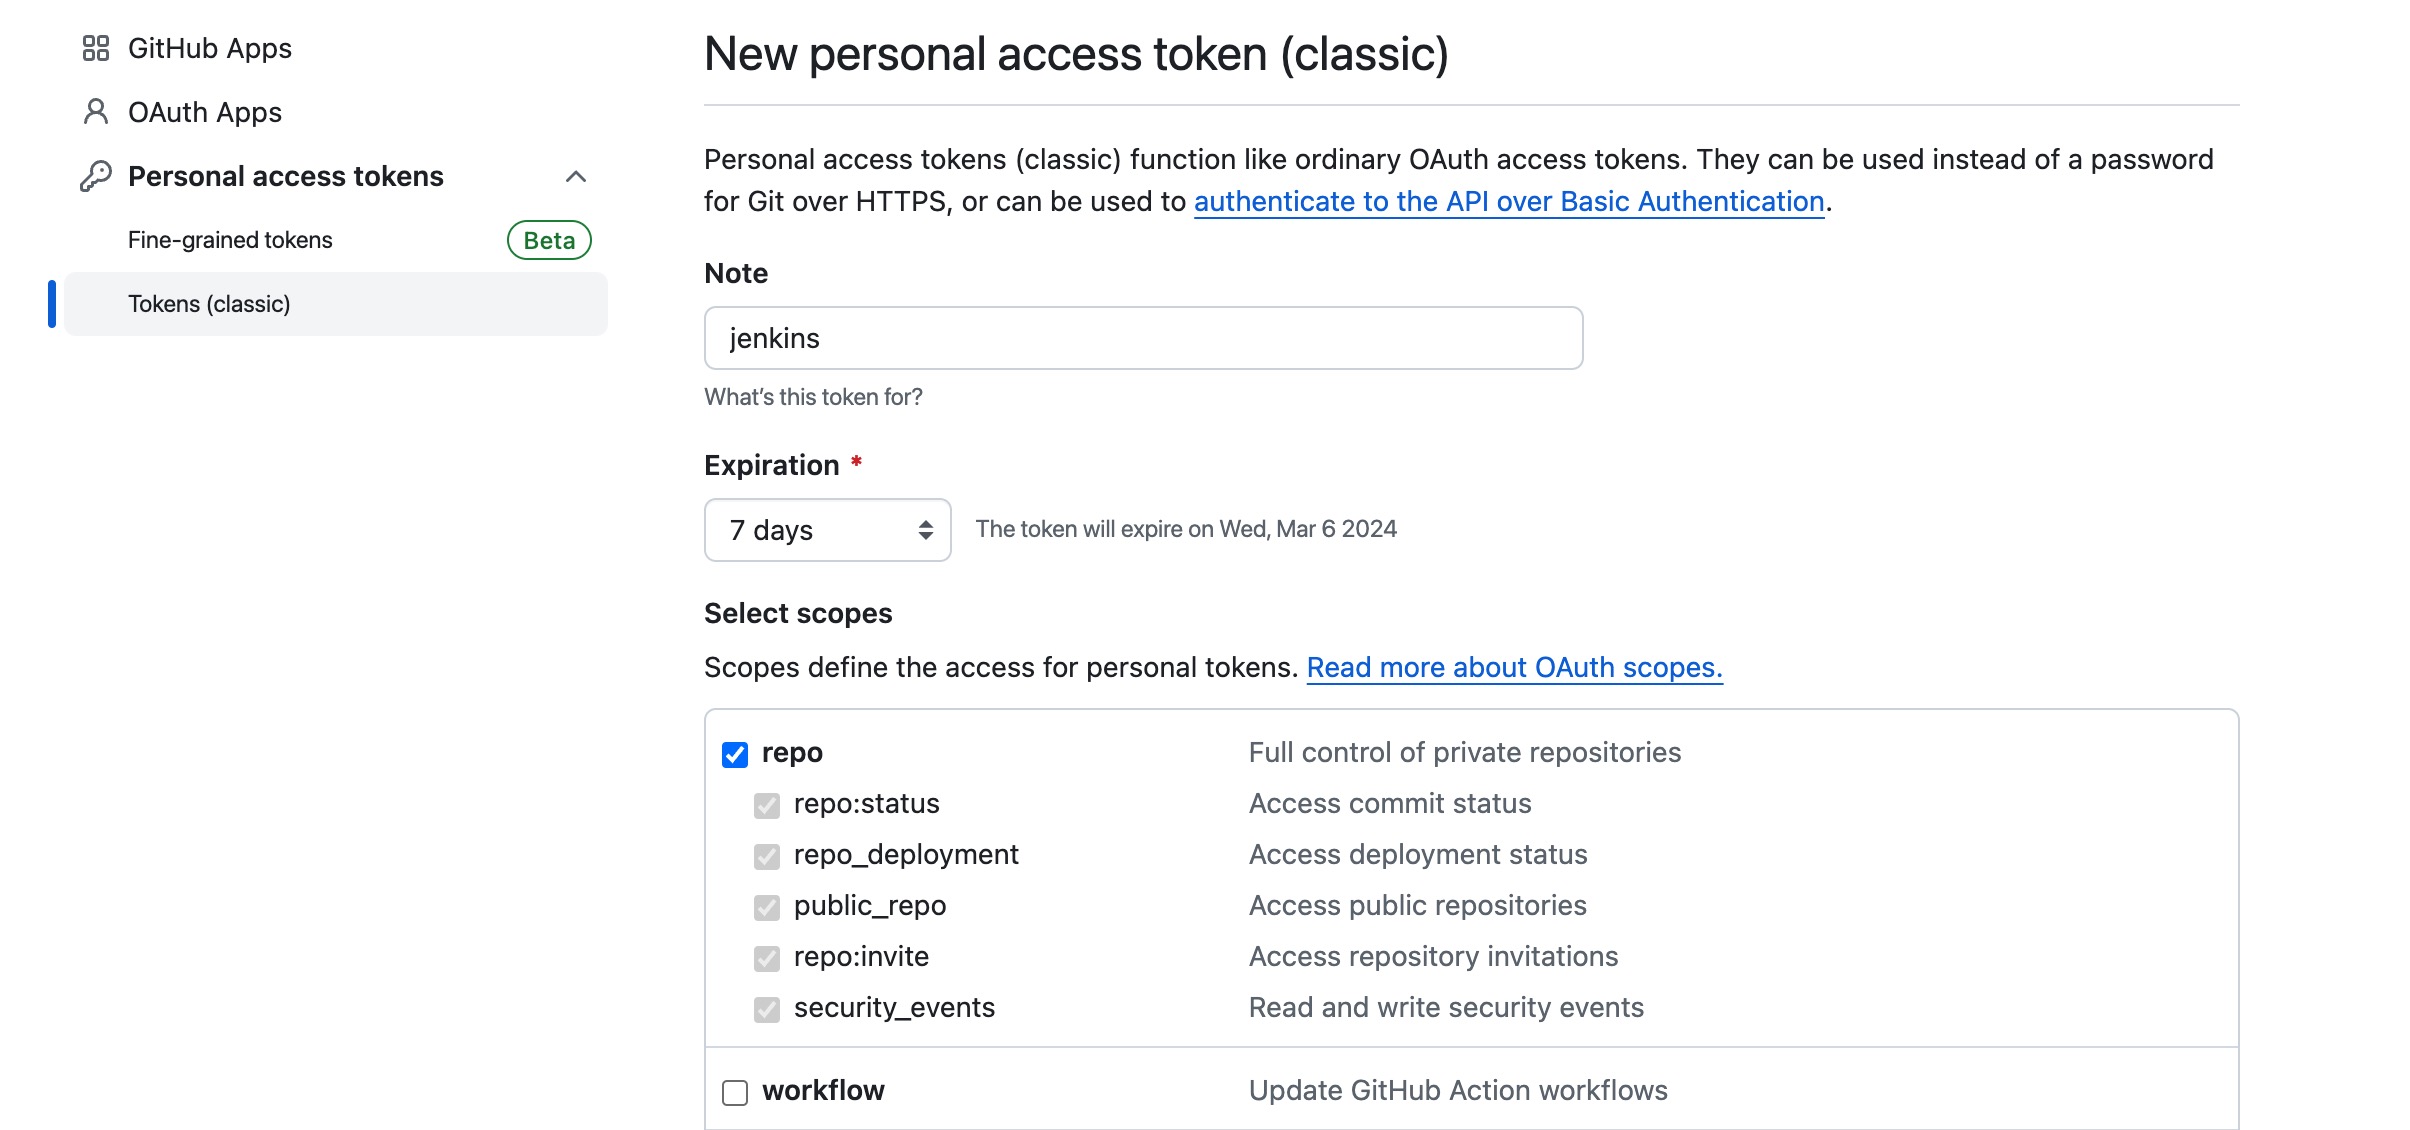 GitHub Apps
OAuth Apps
Personal access tokens
Fine-grained tokens
Beta
Tokens (classic)
New personal access token (classic)
Personal access tokens (classic) function like ordinary OAuth access tokens. They can be used instead of a password
for Git over HTTPS, or can be used to authenticate to the API over Basic Authentication.
Note
jenkins
What's this token for?
Expiration *
7 days
The token will expire on Wed, Mar 6 2024
Select scopes
Scopes define the access for personal tokens. Read more about OAuth scopes.
repo Full control of private repositories
repo:status Access commit status
repo_deployment Access deployment status
public_repo Access public repositories
repo:invite Access repository invitations
security_events Read and write security events
workflow Update GitHub Action workflows